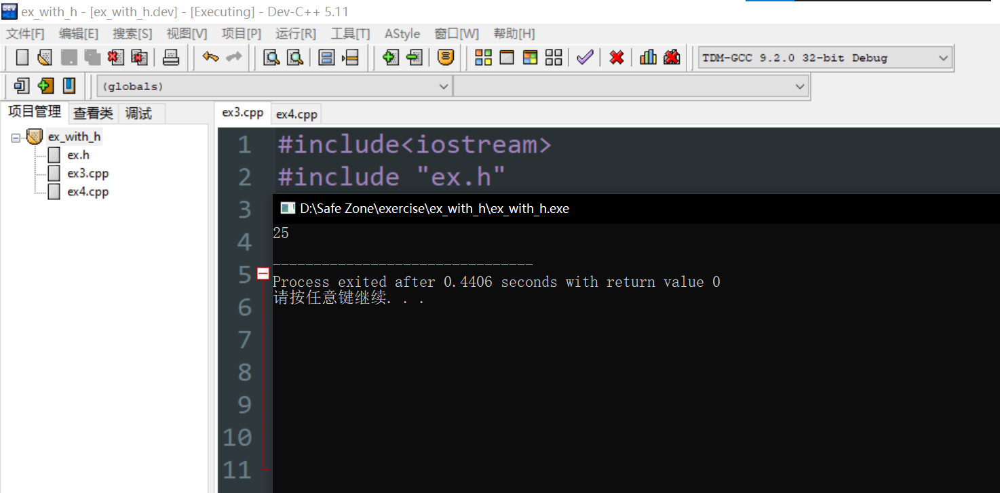 ex_with_h - [ex_with_h.dev] - [Executing] - Dev-C++ 5.11
文件[F] 编辑[E] 搜索[S] 视图[V] 项目[P] 运行[R] 工具[T] AStyle 窗口[W] 帮助[H]
TDM-GCC 9.2.0 32-bit Debug
(globals)
项目管理 查看类 调试
ex_with_h
ex.h
ex3.cpp
ex4.cpp
ex3.cpp ex4.cpp
1 #include<iostream>
2 #include "ex.h"
3
4
5
6
7
8
9
10
11
D:\Safe Zone\exercise\ex_with_h\ex_with_h.exe
25
--------------------------------
Process exited after 0.4406 seconds with return value 0
请按任意键继续. . .